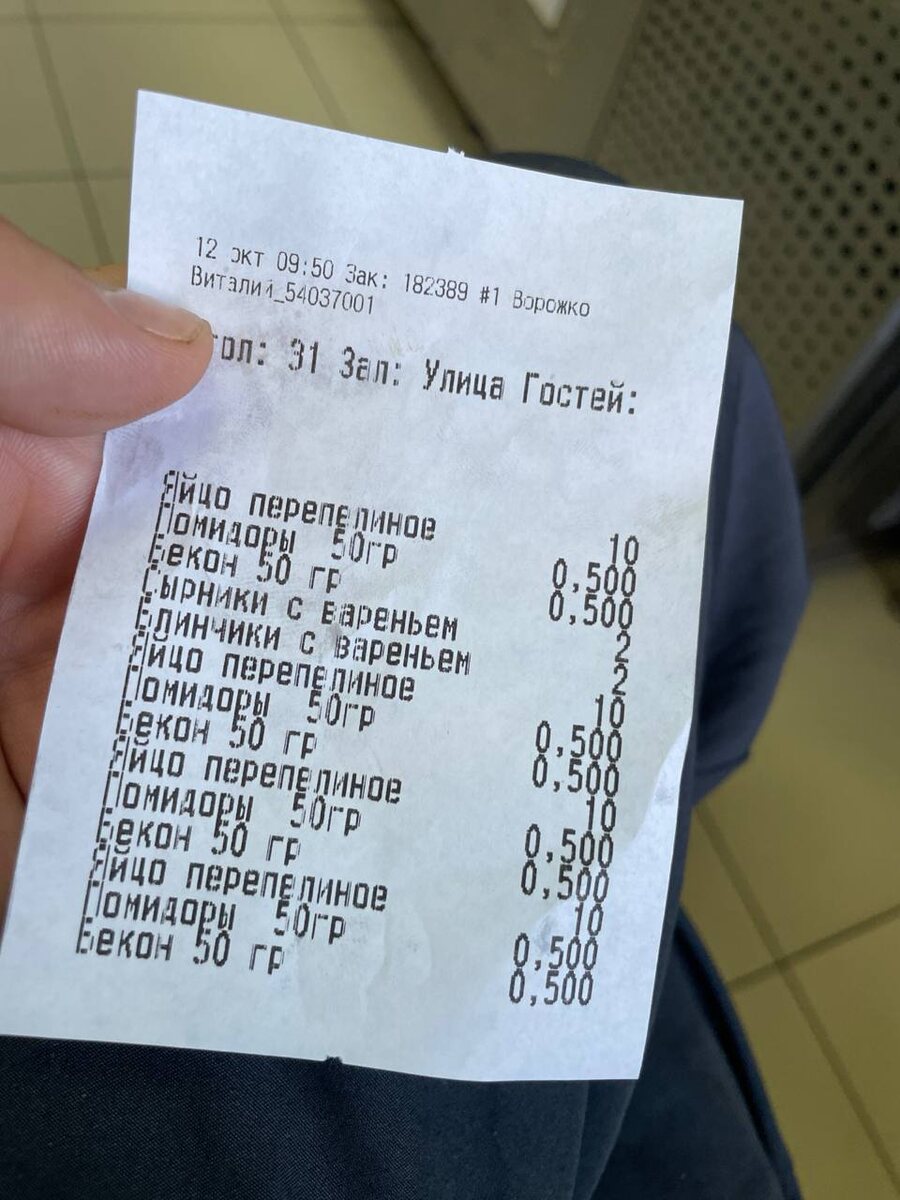 12 окт 09:50 Зак: 182389 #1 Ворожко
Виталий_54037001
тол: 31 Зал: Улица Гостей:
Яйцо перепелиное 10
Помидоры 50гр 0,500
Бекон 50 гр 0,500
Сырники с вареньем 2
Блинчики с вареньем 2
Яйцо перепелиное 10
Помидоры 50гр 0,500
Бекон 50 гр 0,500
Яйцо перепелиное 10
Помидоры 50гр 0,500
Бекон 50 гр 0,500
Яйцо перепелиное 10
Помидоры 50гр 0,500
Бекон 50 гр 0,500